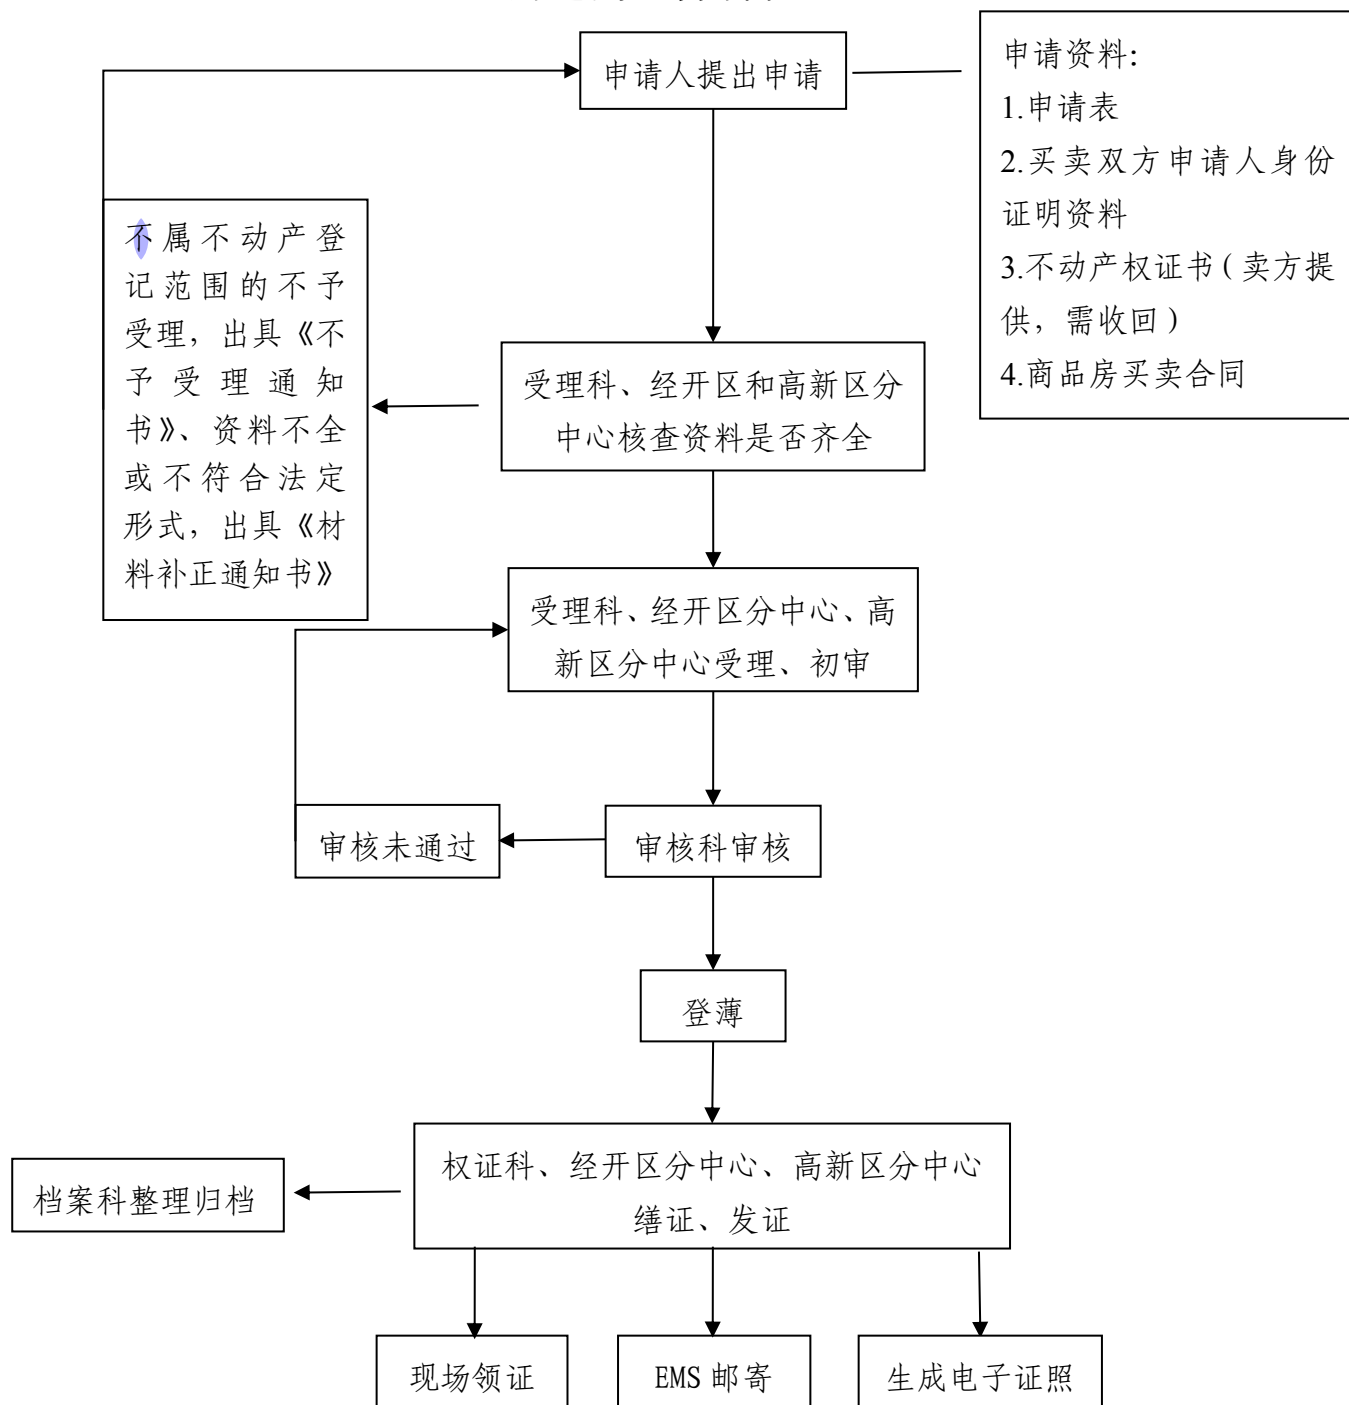 申请人提出申请
申请资料:
1.申请表
2.买卖双方申请人身份
证明资料
3.不动产权证书（卖方提
供，需收回）
4.商品房买卖合同
不属不动产登
记范围的不予
受理，出具《不
予受理通知
书》、资料不全
或不符合法定
形式，出具《材
料补正通知书》
受理科、经开区和高新区分
中心核查资料是否齐全
受理科、经开区分中心、高
新区分中心受理、初审
审核未通过
审核科审核
登薄
权证科、经开区分中心、高新区分中心
缮证、发证
档案科整理归档
现场领证
EMS 邮寄
生成电子证照